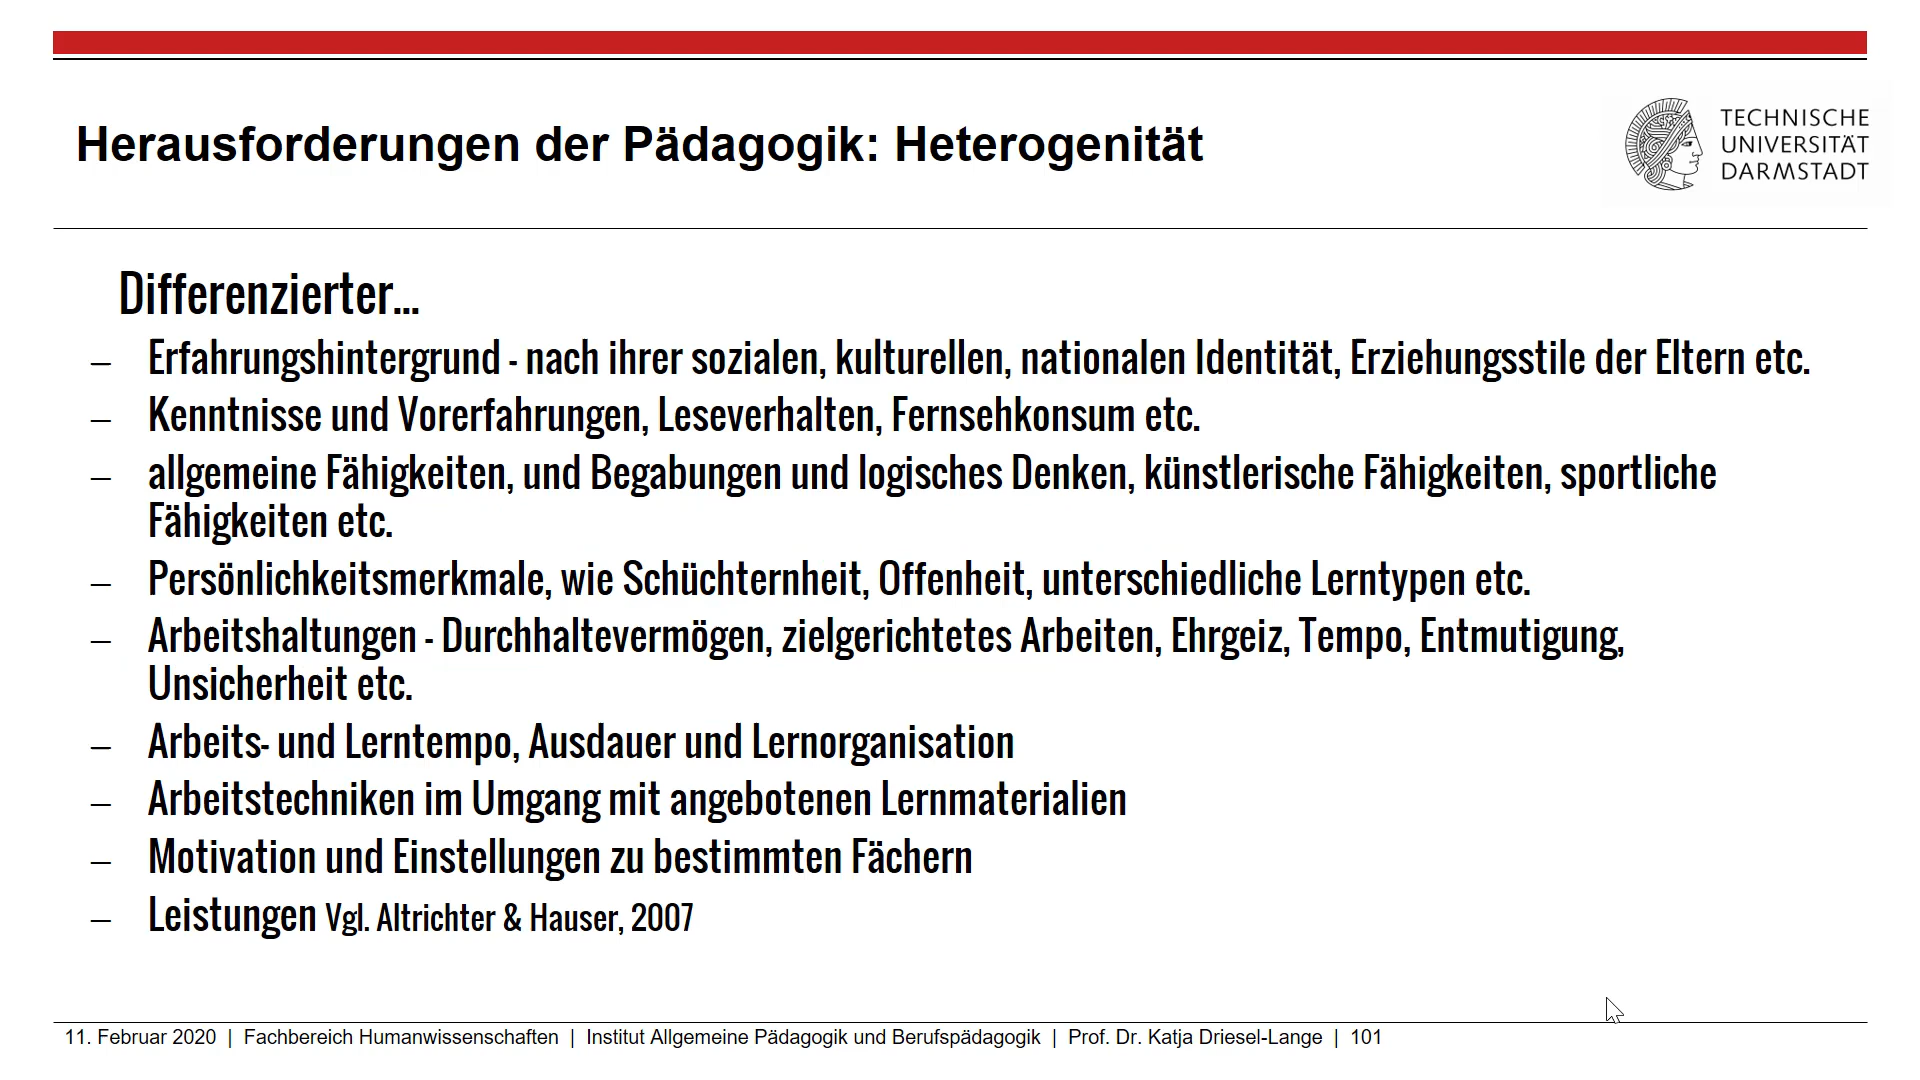 Herausforderungen der Pädagogik: Heterogenität
TECHNISCHE
UNIVERSITÄT
DARMSTADT
Differenzierter...
– Erfahrungshintergrund - nach ihrer sozialen, kulturellen, nationalen Identität, Erziehungsstile der Eltern etc.
– Kenntnisse und Vorerfahrungen, Leseverhalten, Fernsehkonsum etc.
– allgemeine Fähigkeiten, und Begabungen und logisches Denken, künstlerische Fähigkeiten, sportliche
Fähigkeiten etc.
– Persönlichkeitsmerkmale, wie Schüchternheit, Offenheit, unterschiedliche Lerntypen etc.
– Arbeitshaltungen - Durchhaltevermögen, zielgerichtetes Arbeiten, Ehrgeiz, Tempo, Entmutigung,
Unsicherheit etc.
– Arbeits- und Lerntempo, Ausdauer und Lernorganisation
– Arbeitstechniken im Umgang mit angebotenen Lernmaterialien
– Motivation und Einstellungen zu bestimmten Fächern
– Leistungen Vgl. Altrichter & Hauser, 2007
11. Februar 2020 | Fachbereich Humanwissenschaften | Institut Allgemeine Pädagogik und Berufspädagogik | Prof. Dr. Katja Driesel-Lange | 101